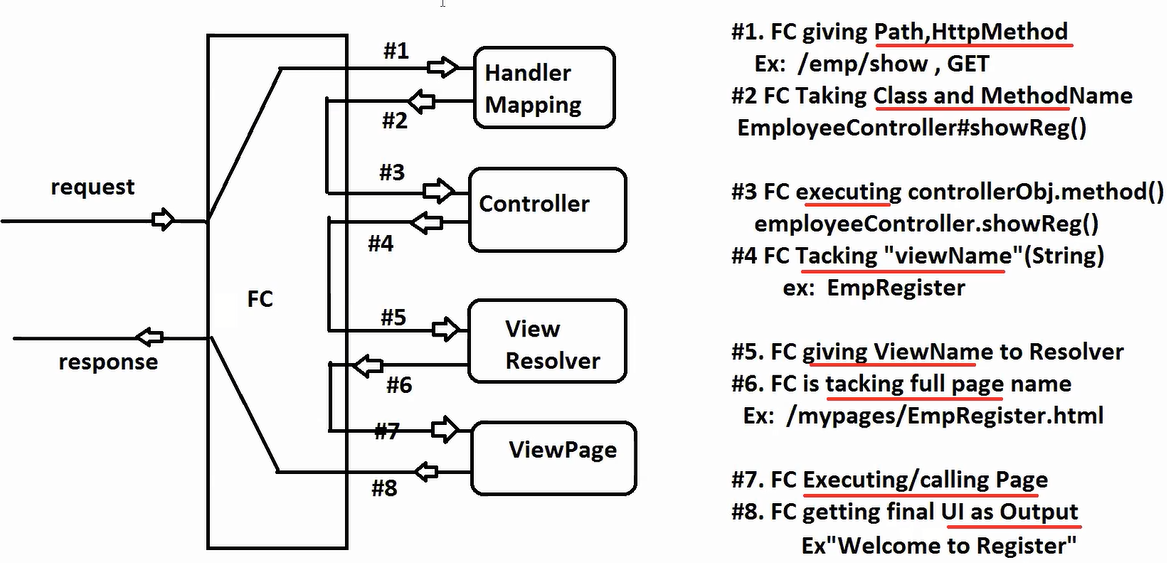 #1
Handler
Mapping
#2
#3
Controller
#4
request
FC
response
#5
View
Resolver
#6
#7
ViewPage
#8
#1. FC giving Path,HttpMethod
Ex: /emp/show , GET
#2 FC Taking Class and MethodName
EmployeeController#showReg()
#3 FC executing controllerObj.method()
employeeController.showReg()
#4 FC Tacking "viewName"(String)
ex: EmpRegister
#5. FC giving ViewName to Resolver
#6. FC is tacking full page name
Ex: /mypages/EmpRegister.html
#7. FC Executing/calling Page
#8. FC getting final UI as Output
Ex"Welcome to Register"